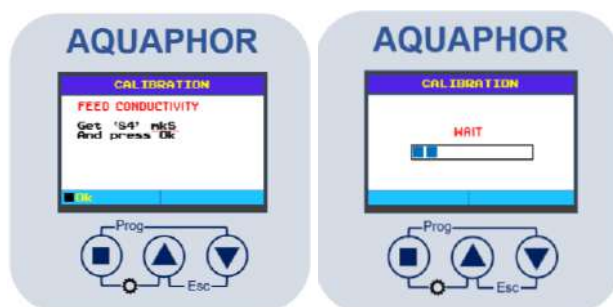 AQUAPHOR
CALIBRATION
FEED CONDUCTIVITY
Get '84' mkS
And press Ok
Ok
Prog
Esc
AQUAPHOR
CALIBRATION
WAIT
Prog
Esc